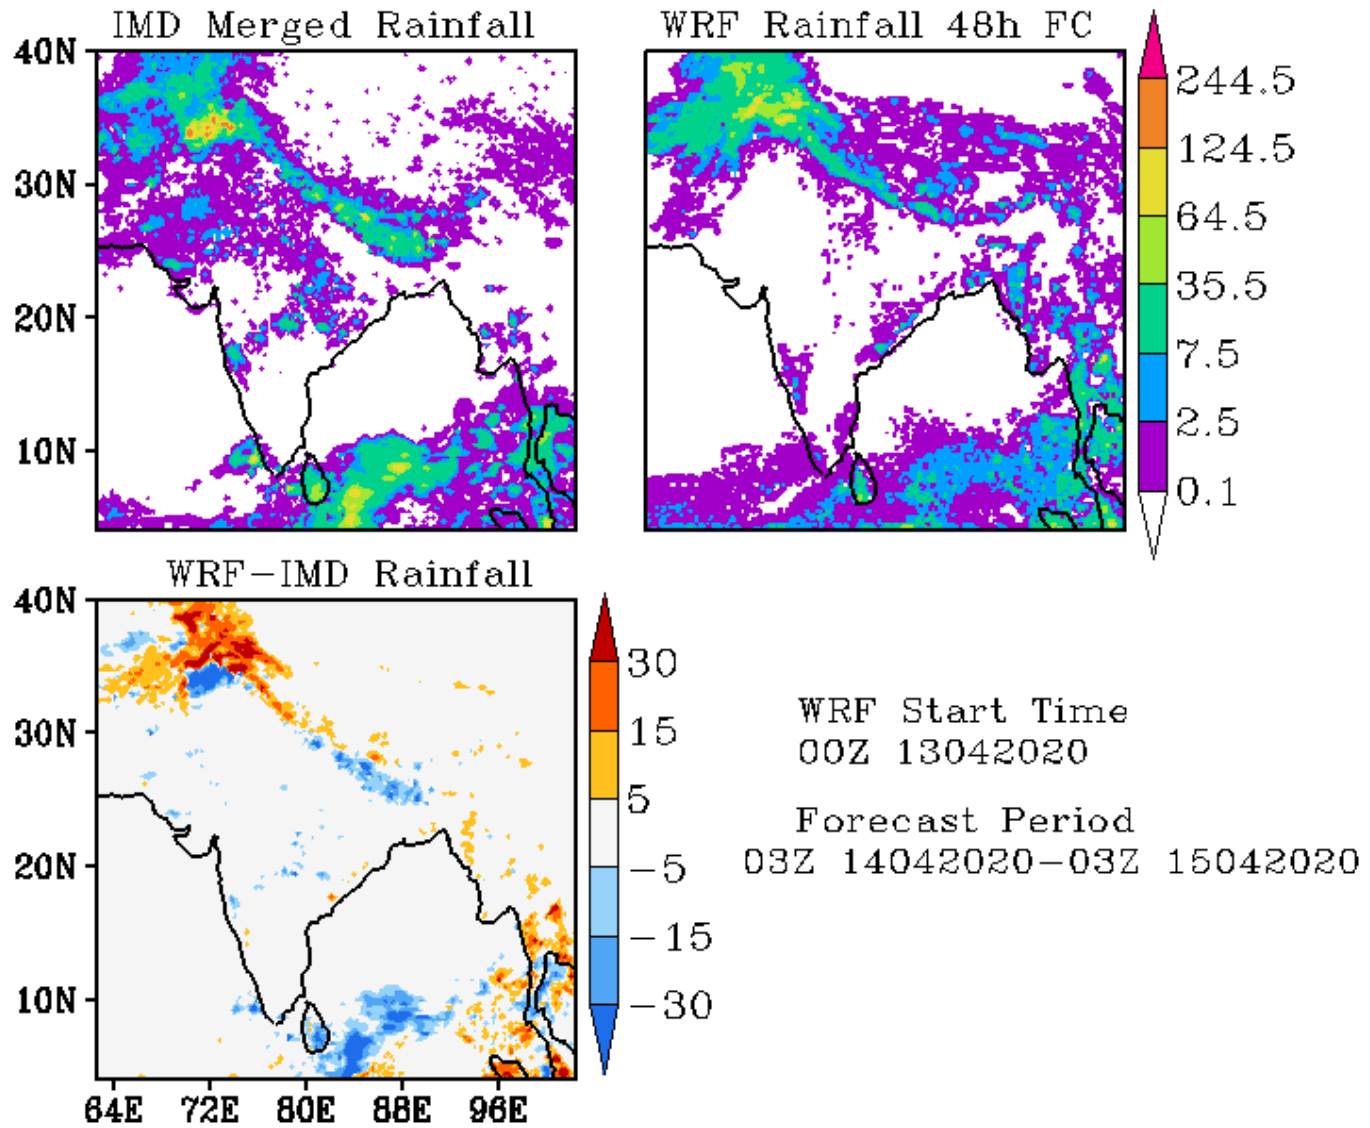 IMD Merged Rainfall
40N
30N
20N
10N
WRF Rainfall 48h FC
244.5
124.5
64.5
35.5
7.5
2.5
0.1
WRF-IMD Rainfall
40N
30N
20N
10N
64E 72E 80E 88E 96E
30
15
5
-5
-15
-30
WRF Start Time
00Z 13042020
Forecast Period
03Z 14042020-03Z 15042020